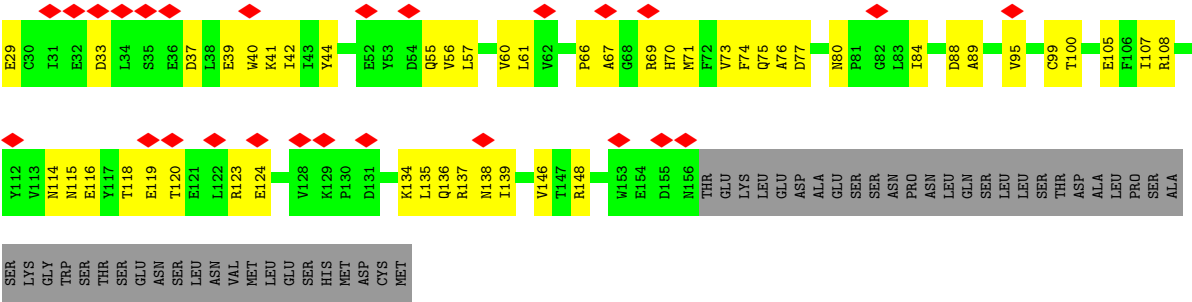 E29 C30 I31 E32 D33 L34 S35 E36 D37 L38 E39 W40 K41 I42 I43 Y44 E52 Y53 D54 Q55 V56 L57 V60 L61 V62 P66 A67 G68 R69 H70 M71 F72 V73 F74 Q75 A76 D77 N80 P81 G82 L83 I84 D88 A89 V95 C99 T100 E105 F106 I107 R108
Y112 V113 N114 N115 E116 Y117 T118 E119 T120 E121 L122 R123 E124 V128 K129 P130 D131 K134 L135 Q136 R137 N138 I139 V146 T147 R148 W153 E154 D155 N156 THR GLU LYS LEU GLU ASP ALA GLU SER SER ASN PRO ASN LEU GLN SER LEU LEU SER THR ASP ALA LEU PRO SER ALA
SER LYS GLY TRP SER THR SER GLU ASN SER LEU ASN VAL MET LEU GLU SER HIS MET ASP CYS MET